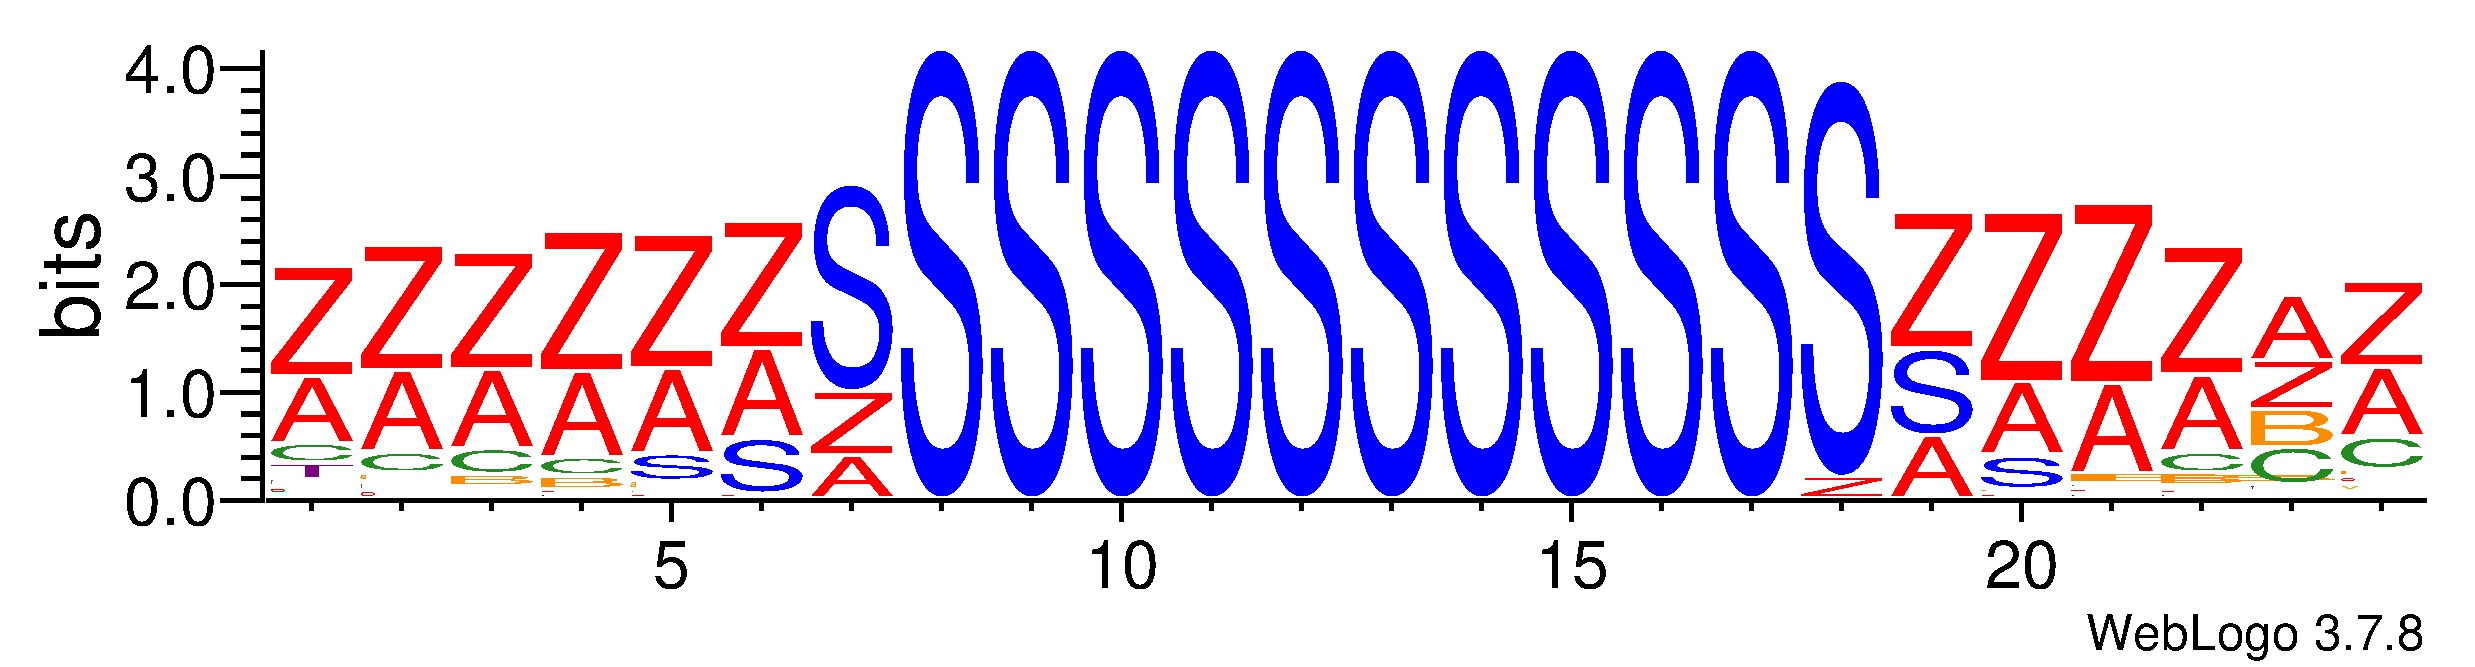 bits
4.0
3.0
2.0
1.0
0.0
Z Z Z Z Z Z S S S S S S S S S S S S Z Z Z Z A Z
A A A A A A Z Z S A A A Z A
C C C C S S A A S E C B C
T B B B C
5 10 15 20
WebLogo 3.7.8